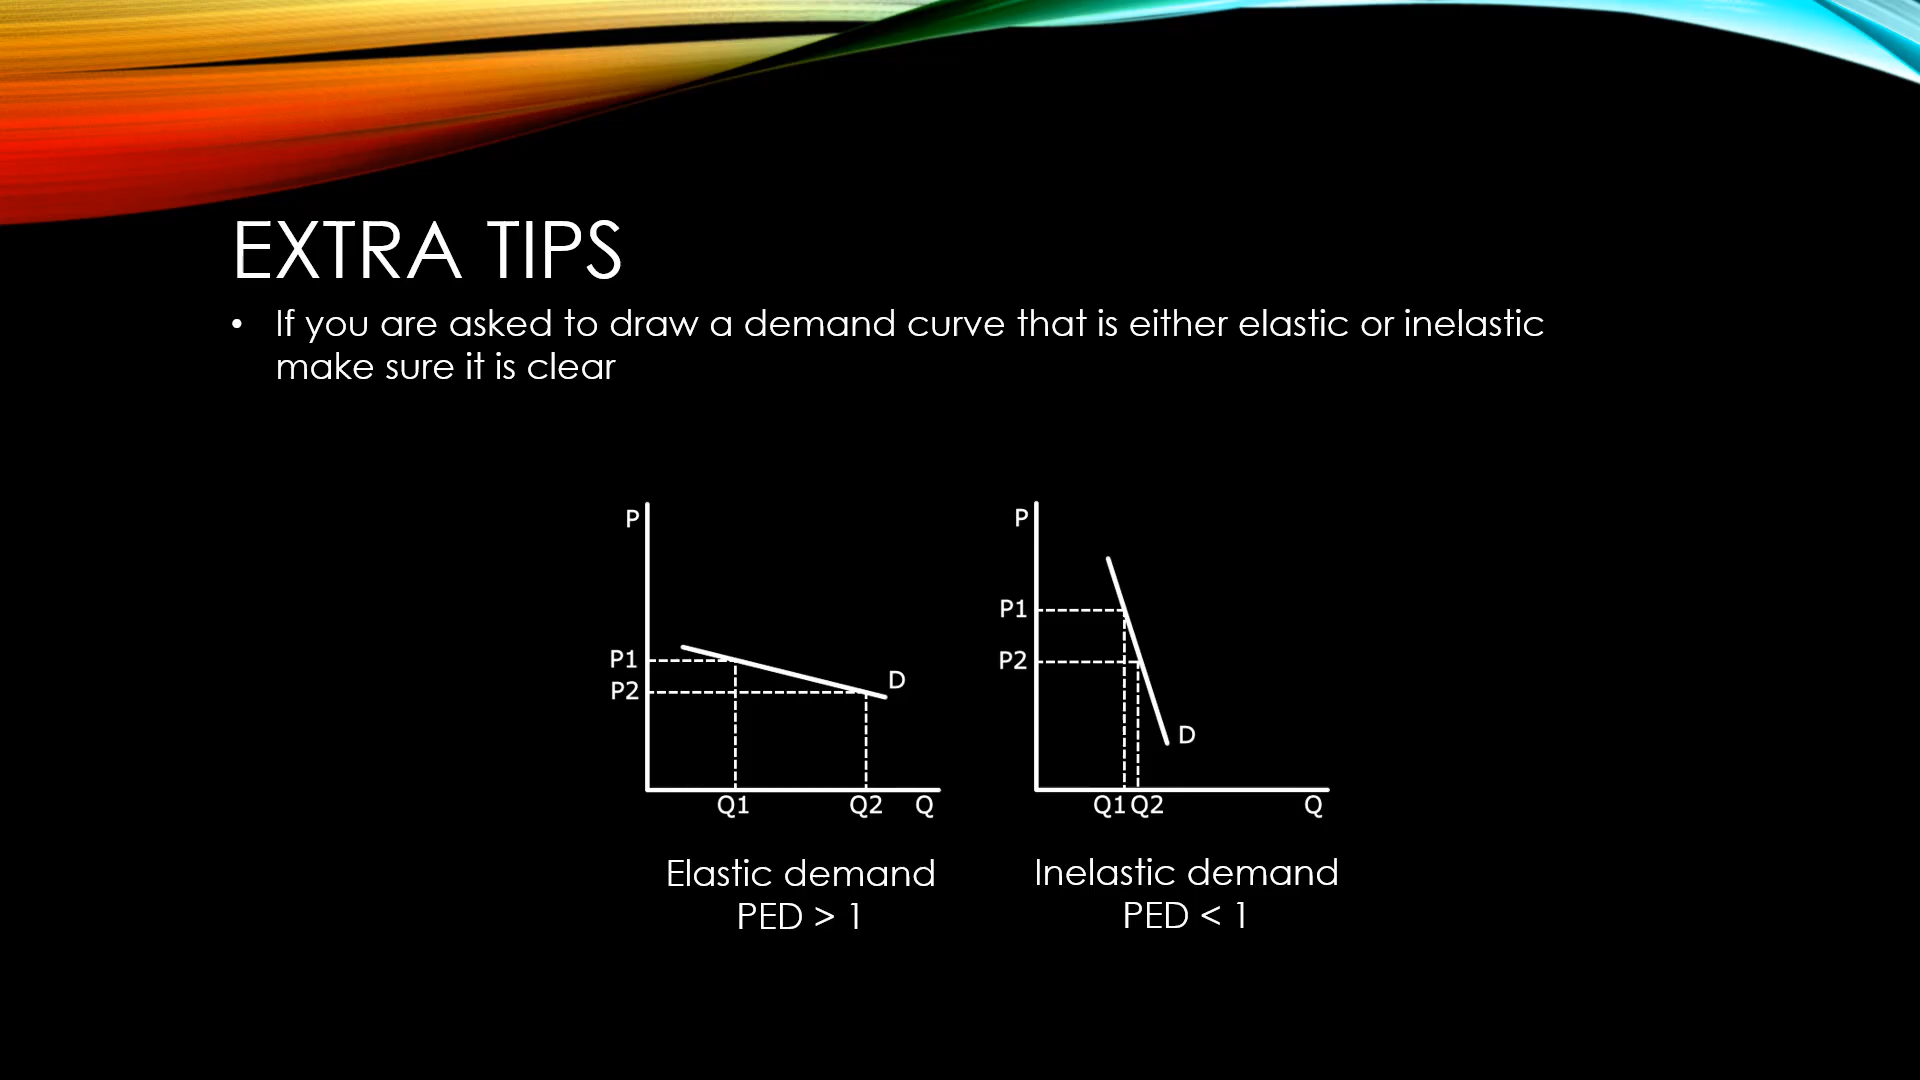 EXTRA TIPS
• If you are asked to draw a demand curve that is either elastic or inelastic
make sure it is clear
P
P1
P2
D
Q1 Q2 Q
Elastic demand
PED > 1
P
P1
P2
D
Q1 Q2 Q
Inelastic demand
PED < 1